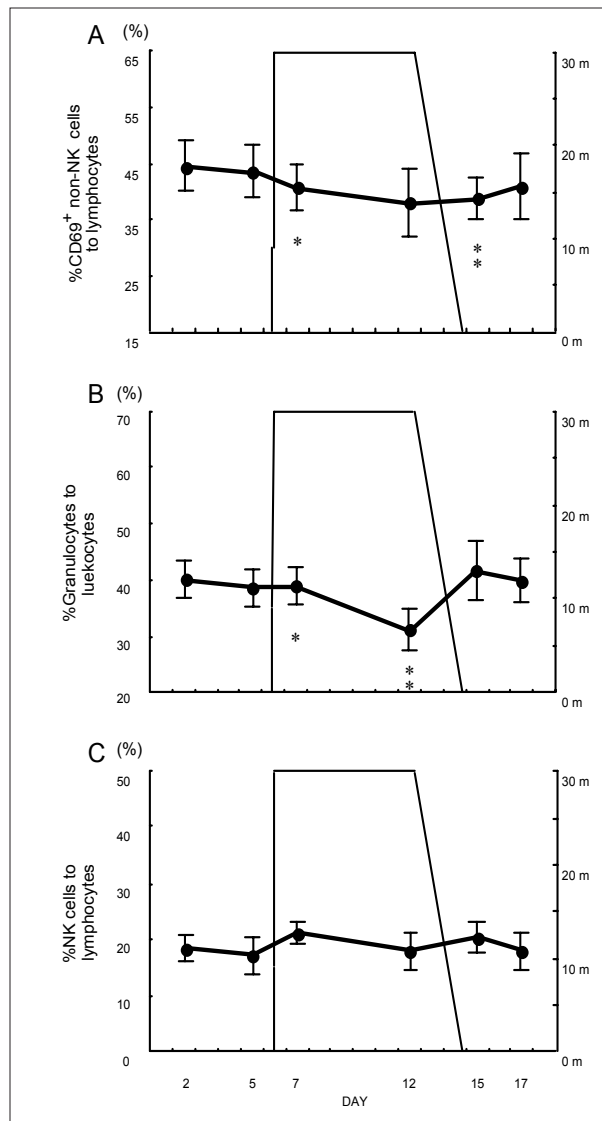 A (%)
65
55
45
35
25
15
%CD69+ non-NK cells
to lymphocytes
30 m
20 m
10 m
0 m
*
*
*
B (%)
70
60
50
40
30
20
%Granulocytes to
luekocytes
30 m
20 m
10 m
0 m
*
*
*
C (%)
50
40
30
20
10
0
%NK cells to
lymphocytes
30 m
20 m
10 m
0 m
2 5 7 12 15 17
DAY